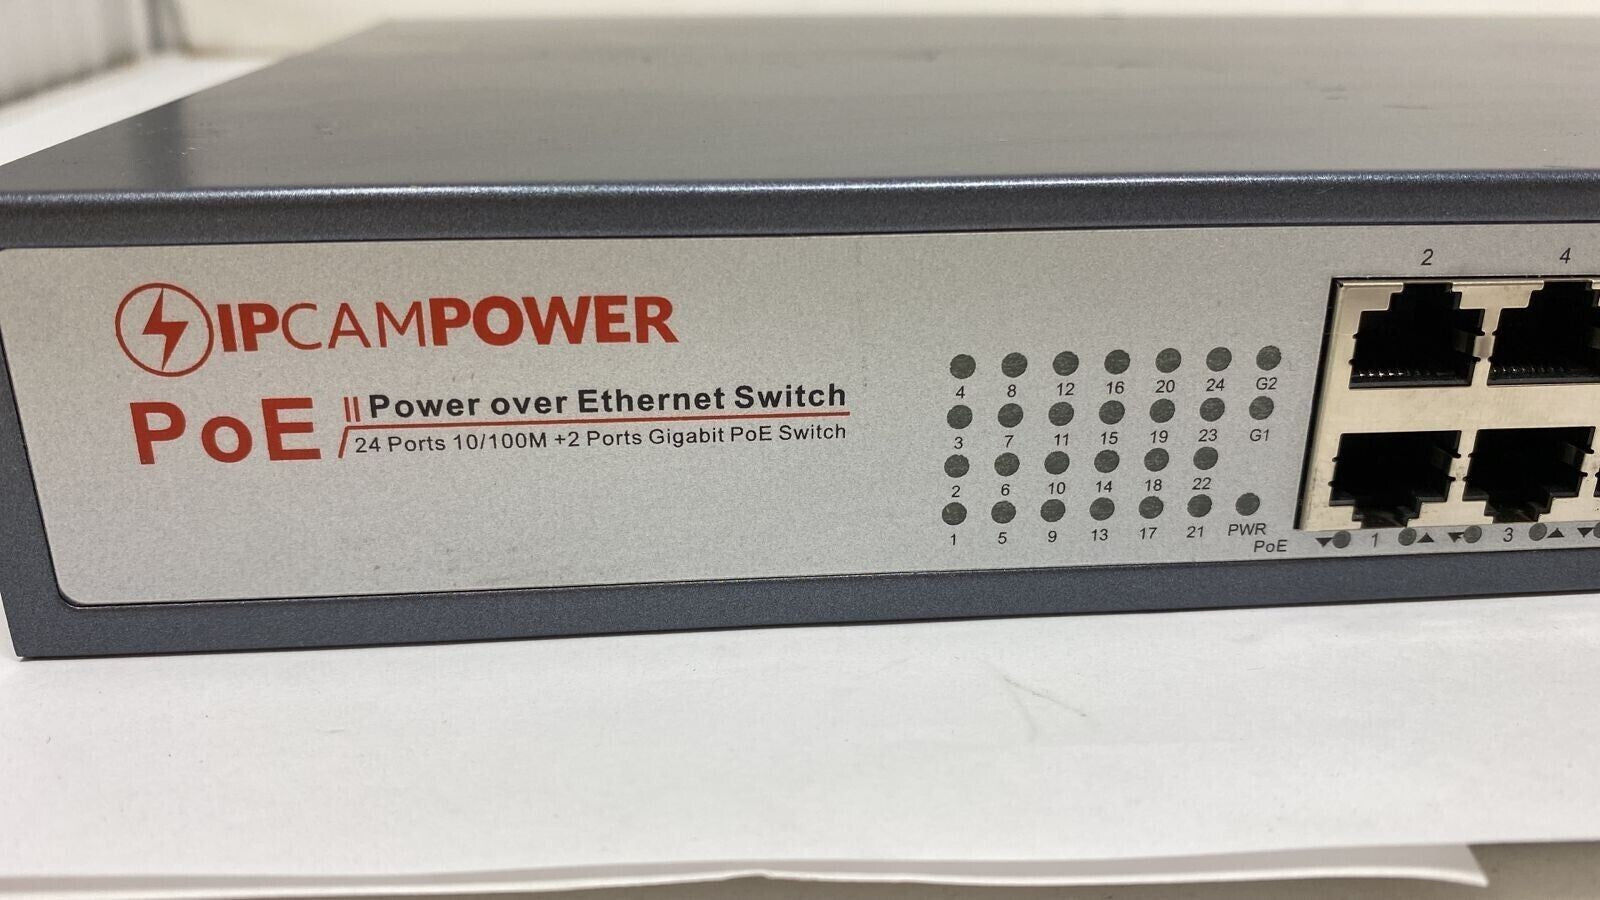 IPCAMPOWER
PoE
Power over Ethernet Switch
24 Ports 10/100M +2 Ports Gigabit PoE Switch
4 8 12 16 20 24 G2
3 7 11 15 19 23 G1
2 6 10 14 18 22
1 5 9 13 17 21 PWR
PoE
2 4
1 3